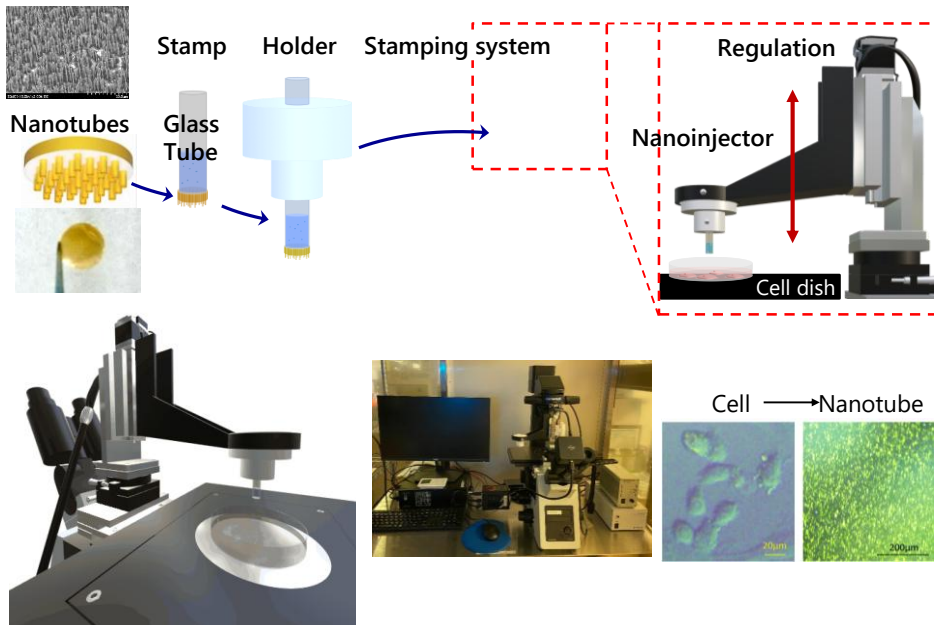 Stamp
Holder
Stamping system
Regulation
Nanotubes
Glass
Tube
Nanoinjector
Cell dish
Cell
Nanotube
20μm
200μm